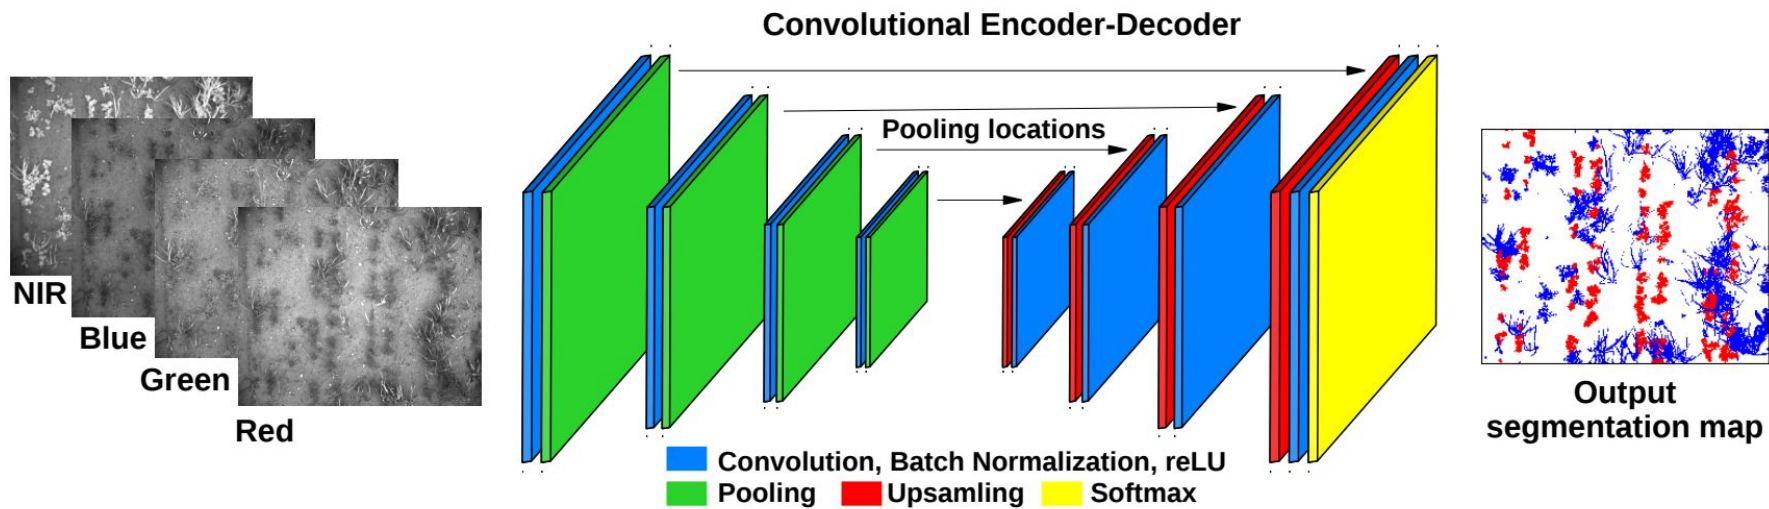 Convolutional Encoder-Decoder
NIR
Blue
Green
Red
Pooling locations
Output
segmentation map
Convolution, Batch Normalization, reLU
Pooling
Upsamling
Softmax